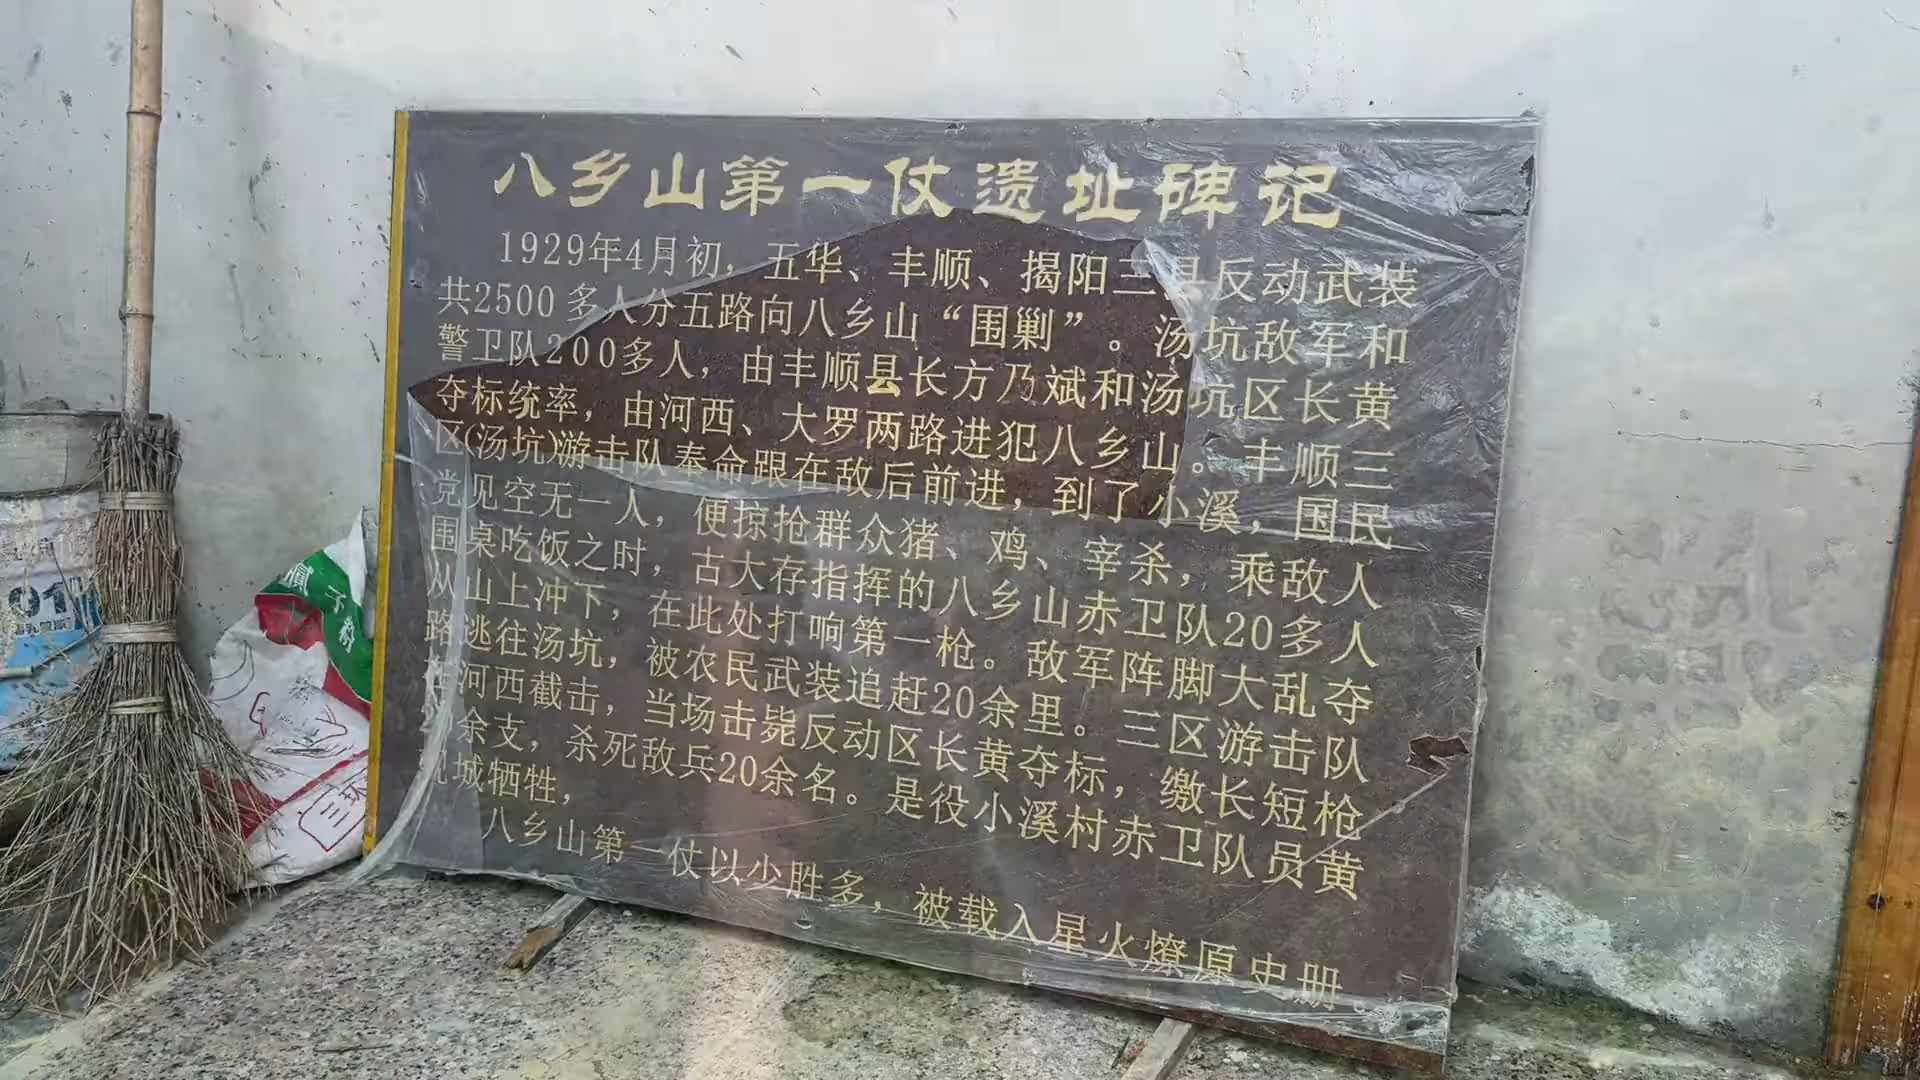 八乡山第一仗遗址碑记
1929年4月初，五华、丰顺、揭阳三县反动武装
共2500多人分五路向八乡山“围剿”。汤坑敌军和
警卫队200多人，由丰顺县长方乃斌和汤坑区长黄
夺标统率，由河西、大罗两路进犯八乡山。丰顺三
区(汤坑)游击队奉命跟在敌后前进，到了小溪，国民
党见空无一人，便掠抢群众猪、鸡、宰杀，乘敌人
围桌吃饭之时，古大存指挥的八乡山赤卫队20多人
从山上冲下，在此处打响第一枪。敌军阵脚大乱夺
路逃往汤坑，被农民武装追赶20余里。三区游击队
在河西截击，当场击毙反动区长黄夺标，缴长短枪
余支，杀死敌兵20余名。是役小溪村赤卫队员黄
城牺牲，
八乡山第一仗以少胜多，被载入星火燎原史册